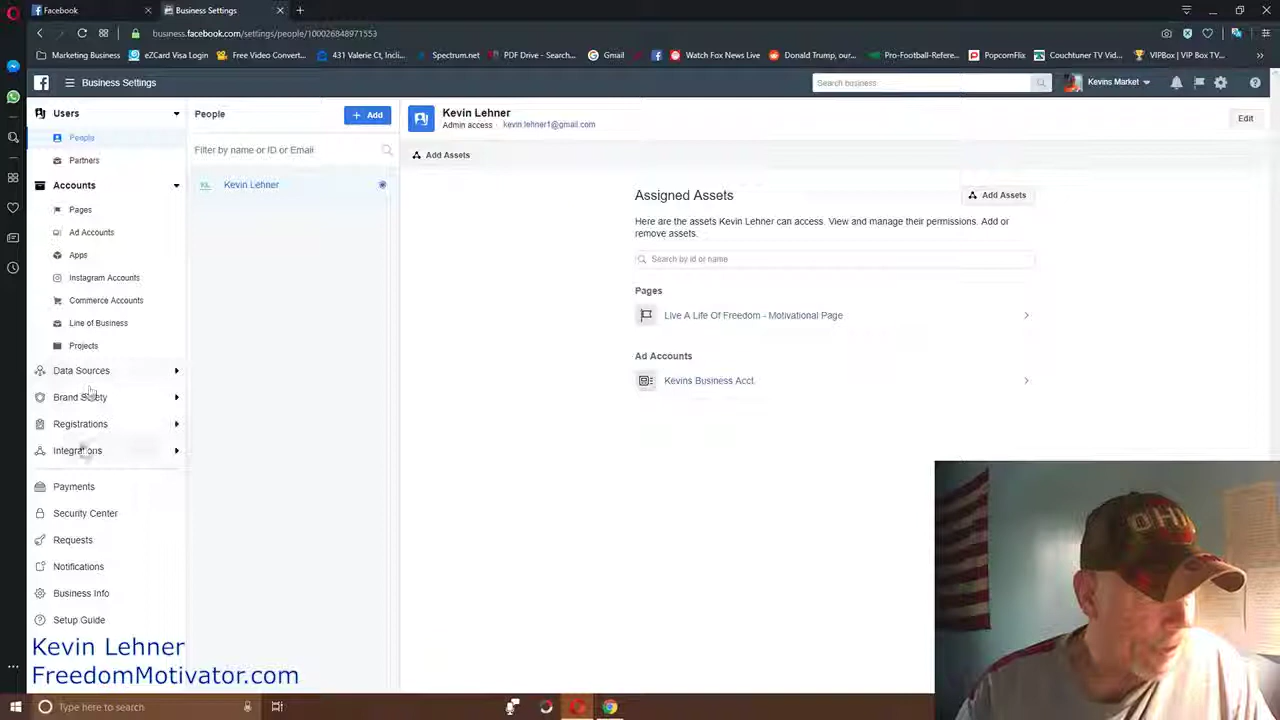 Facebook
Business Settings
business.facebook.com/settings/people/100026848971553
Marketing Business
eZCard Visa Gift Card
Free Video Convert...
431 Valeria Ct, Lexi...
Spectrum.net
PDF Drive - Search...
Gmail
Watch Fox News Live
Donald Trump, our...
Pro-Football-Refere...
PopcornFlix
Couchtuner TV Vid...
VIPBox | VIP Box TV...
Business Settings
Search business
Kevins Market
Users
People
Partners
Accounts
Pages
Ad Accounts
Apps
Instagram Accounts
Commerce Accounts
Line of Business
Projects
Data Sources
Brand Safety
Registrations
Integrations
Payments
Security Center
Requests
Notifications
Business Info
Setup Guide
Kevin Lehner
FreedomMotivator.com
People
+ Add
Filter by name or ID or Email
Kevin Lehner
Kevin Lehner
Admin access · kevin.lehner1@gmail.com
Edit
Add Assets
Assigned Assets
Add Assets
Here are the assets Kevin Lehner can access. View and manage their permissions. Add or
remove assets.
Search by id or name
Pages
Live A Life Of Freedom - Motivational Page
Ad Accounts
Kevins Business Acct.
Type here to search